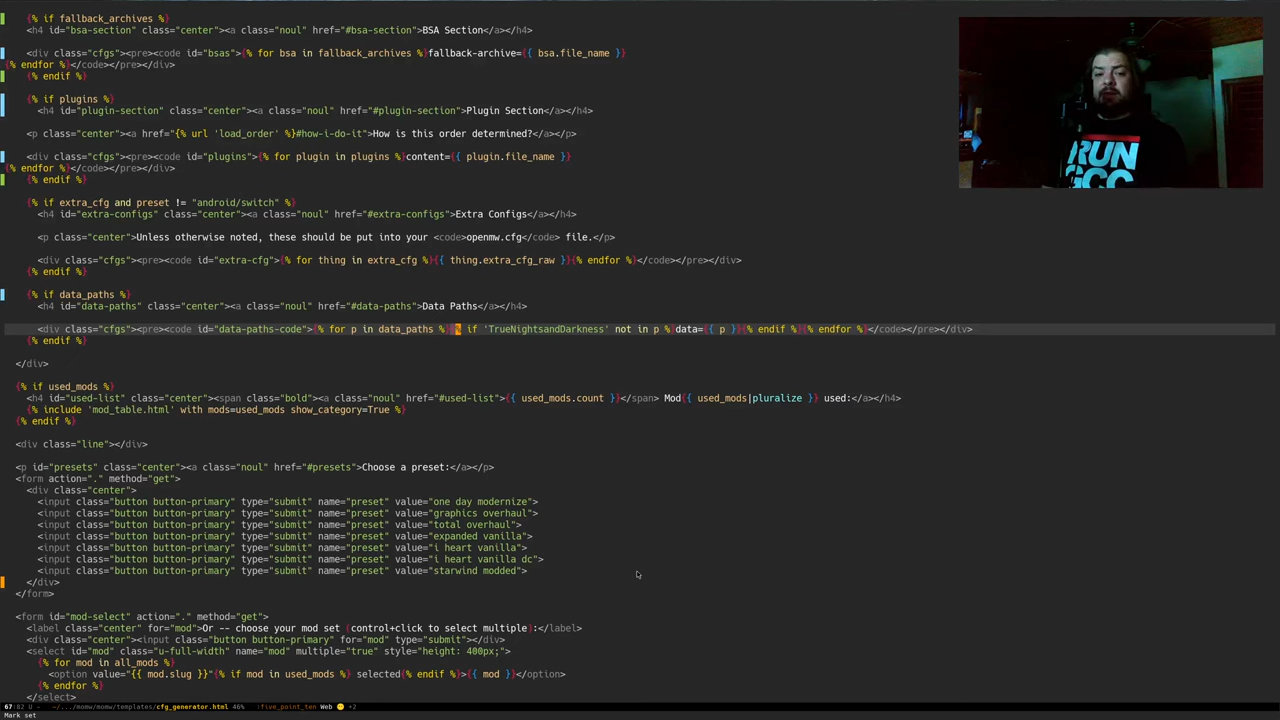 {% if fallback_archives %}
<h4 id="bsa-section" class="center"><a class="noul" href="#bsa-section">BSA Section</a></h4>
<div class="cfgs"><pre><code id="bsas">{% for bsa in fallback_archives %}fallback-archive={{ bsa.file_name }}
{% endfor %}</code></pre></div>
{% endif %}
{% if plugins %}
<h4 id="plugin-section" class="center"><a class="noul" href="#plugin-section">Plugin Section</a></h4>
<p class="center"><a href="{% url 'load_order' %}#how-i-do-it">How is this order determined?</a></p>
<div class="cfgs"><pre><code id="plugins">{% for plugin in plugins %}content={{ plugin.file_name }}
{% endfor %}</code></pre></div>
{% endif %}
{% if extra_cfg and preset != "android/switch" %}
<h4 id="extra-configs" class="center"><a class="noul" href="#extra-configs">Extra Configs</a></h4>
<p class="center">Unless otherwise noted, these should be put into your <code>openmw.cfg</code> file.</p>
<div class="cfgs"><pre><code id="extra-cfg">{% for thing in extra_cfg %}{{ thing.extra_cfg_raw }}{% endfor %}</code></pre></div>
{% endif %}
{% if data_paths %}
<h4 id="data-paths" class="center"><a class="noul" href="#data-paths">Data Paths</a></h4>
<div class="cfgs"><pre><code id="data-paths-code">{% for p in data_paths %}{% if 'TrueNightsandDarkness' not in p %}data={{ p }}{% endif %}{% endfor %}</code></pre></div>
{% endif %}
</div>
{% if used_mods %}
<h4 id="used-list" class="center"><span class="bold"><a class="noul" href="#used-list">{{ used_mods.count }}</span> Mod{{ used_mods|pluralize }} used:</a></h4>
{% include 'mod_table.html' with mods=used_mods show_category=True %}
{% endif %}
<div class="line"></div>
<p id="presets" class="center"><a class="noul" href="#presets">Choose a preset:</a></p>
<form action="." method="get">
<div class="center">
<input class="button button-primary" type="submit" name="preset" value="one day modernize">
<input class="button button-primary" type="submit" name="preset" value="graphics overhaul">
<input class="button button-primary" type="submit" name="preset" value="total overhaul">
<input class="button button-primary" type="submit" name="preset" value="expanded vanilla">
<input class="button button-primary" type="submit" name="preset" value="i heart vanilla">
<input class="button button-primary" type="submit" name="preset" value="i heart vanilla dc">
<input class="button button-primary" type="submit" name="preset" value="starwind modded">
</div>
</form>
<form id="mod-select" action="." method="get">
<label class="center" for="mod">Or -- choose your mod set (control+click to select multiple):</label>
<div class="center"><input class="button button-primary" for="mod" type="submit"></div>
<select id="mod" class="u-full-width" name="mod" multiple="true" style="height: 400px;">
{% for mod in all_mods %}
<option value="{{ mod.slug }}"{% if mod in used_mods %} selected{% endif %}>{{ mod }}</option>
{% endfor %}
</select>
67:82 U ~/.../momw/momw/templates/cfg_generator.html 46% !five_point_ten Web +2
Mark set
RUN
GCC